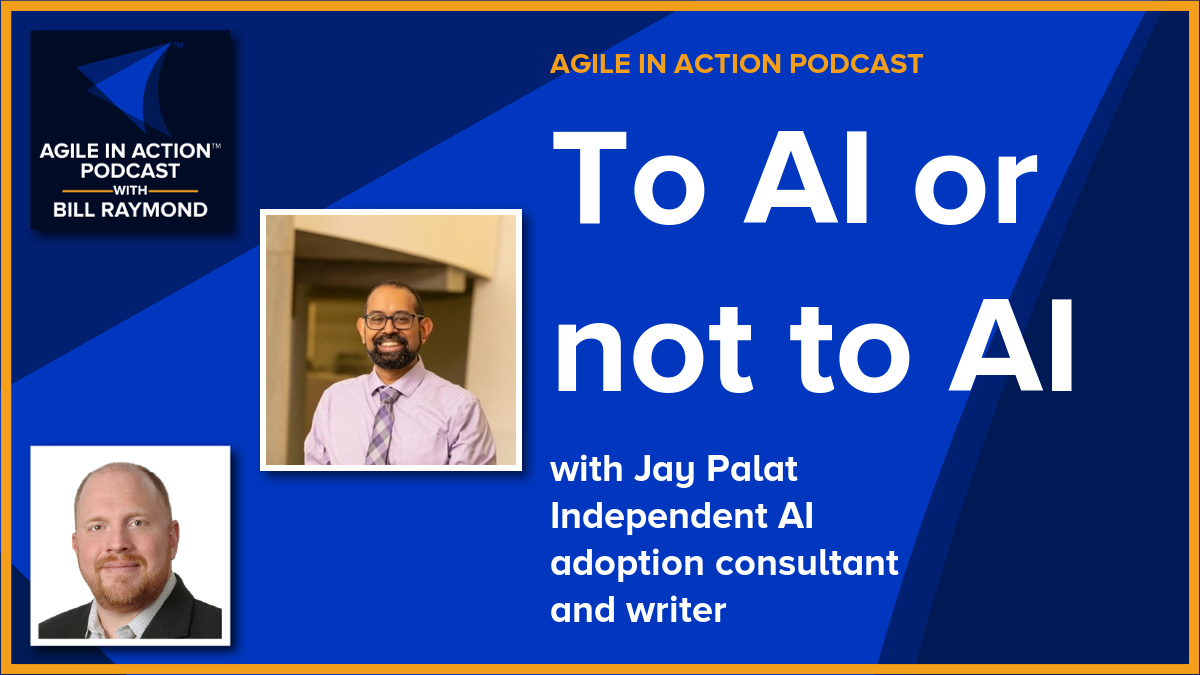 AGILE IN ACTION™
PODCAST
WITH
BILL RAYMOND
AGILE IN ACTION PODCAST
To AI or
not to AI
with Jay Palat
Independent AI
adoption consultant
and writer